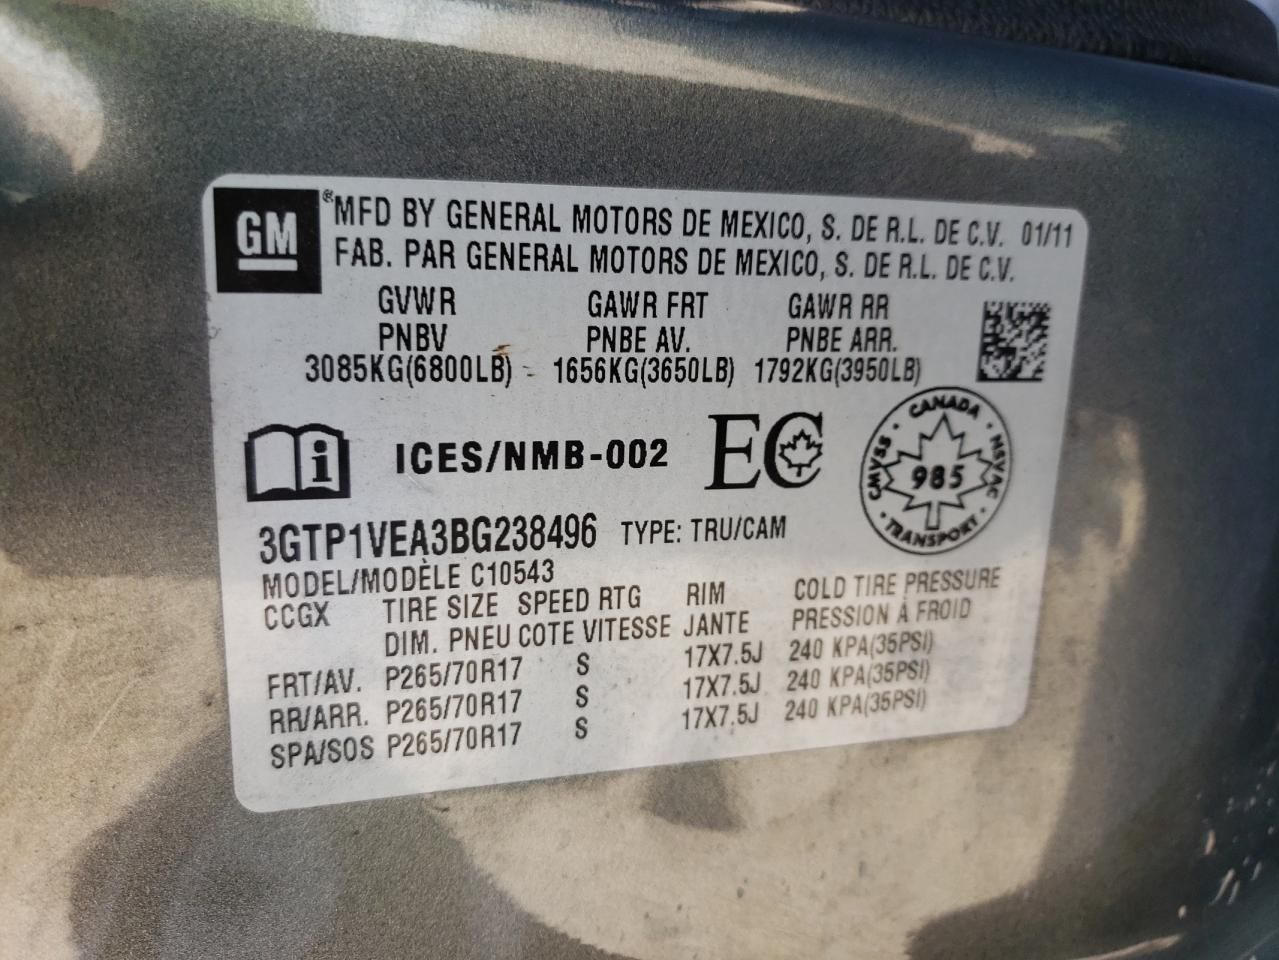 GM ® MFD BY GENERAL MOTORS DE MEXICO, S. DE R.L. DE C.V. 01/11
FAB. PAR GENERAL MOTORS DE MEXICO, S. DE R.L. DE C.V.
GVWR GAWR FRT GAWR RR
PNBV PNBE AV. PNBE ARR.
3085KG(6800LB) 1656KG(3650LB) 1792KG(3950LB)
i ICES/NMB-002 EC
CANADA
CMVSS 985 NSVAC
TRANSPORT
3GTP1VEA3BG238496 TYPE: TRU/CAM
MODEL/MODÈLE C10543
CCGX TIRE SIZE SPEED RTG RIM COLD TIRE PRESSURE
DIM. PNEU COTE VITESSE JANTE PRESSION À FROID
FRT/AV. P265/70R17 S 17X7.5J 240 KPA(35PSI)
RR/ARR. P265/70R17 S 17X7.5J 240 KPA(35PSI)
SPA/SOS P265/70R17 S 17X7.5J 240 KPA(35PSI)